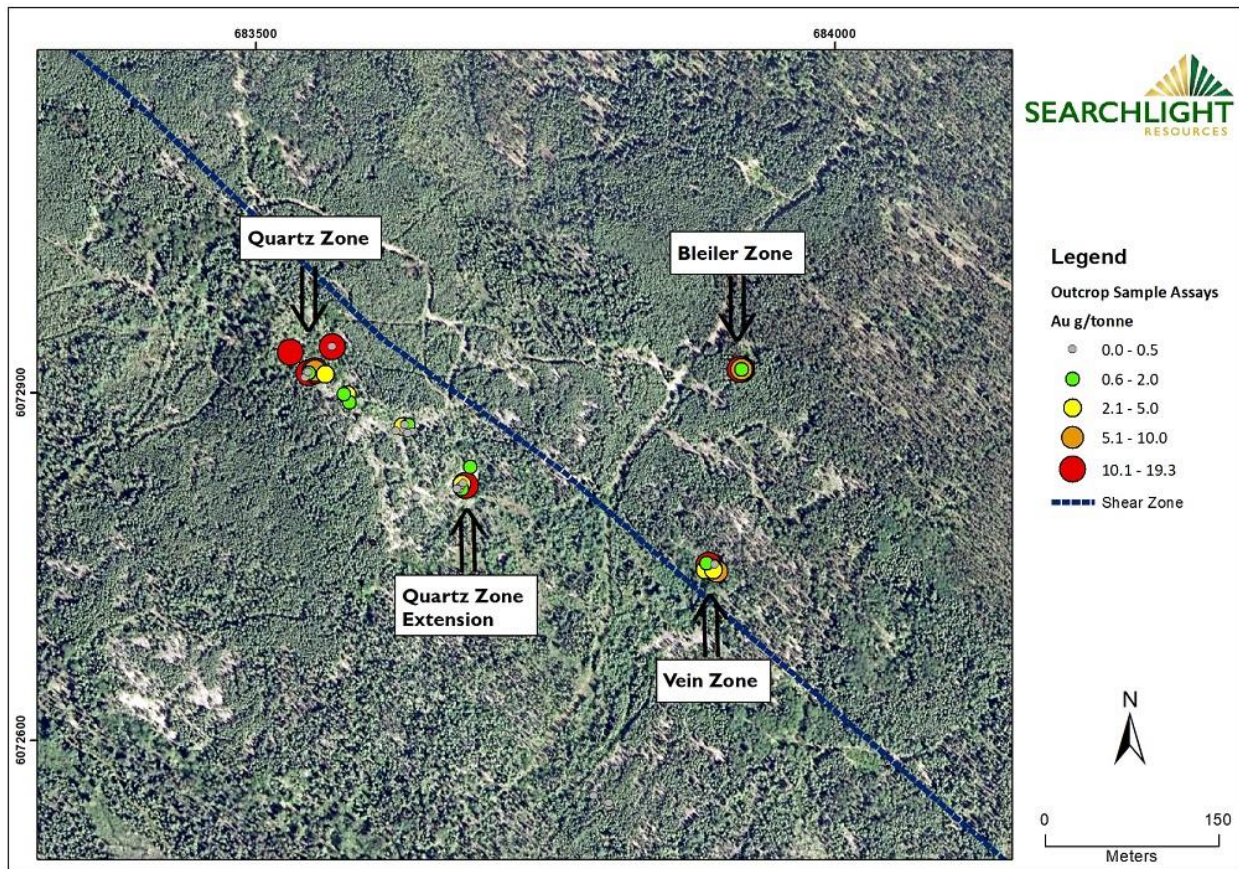 683500
684000
SEARCHLIGHT
RESOURCES
Quartz Zone
Bleiler Zone
6072900
Quartz Zone
Extension
Vein Zone
6072600
Legend
Outcrop Sample Assays
Au g/tonne
0.0 - 0.5
0.6 - 2.0
2.1 - 5.0
5.1 - 10.0
10.1 - 19.3
Shear Zone
N
0 150
Meters